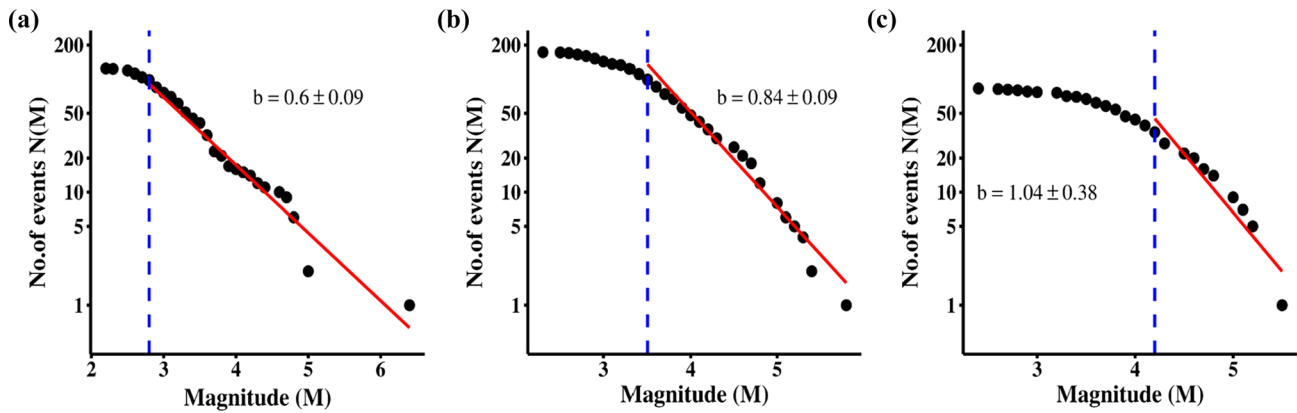 (a)
200
50
20
10
5
1
No.of events N(M)
b = 0.6 ± 0.09
2 3 4 5 6
Magnitude (M)
(b)
200
50
20
10
5
1
No.of events N(M)
b = 0.84 ± 0.09
3 4 5
Magnitude (M)
(c)
200
50
20
10
5
1
No.of events N(M)
b = 1.04 ± 0.38
3 4 5
Magnitude (M)